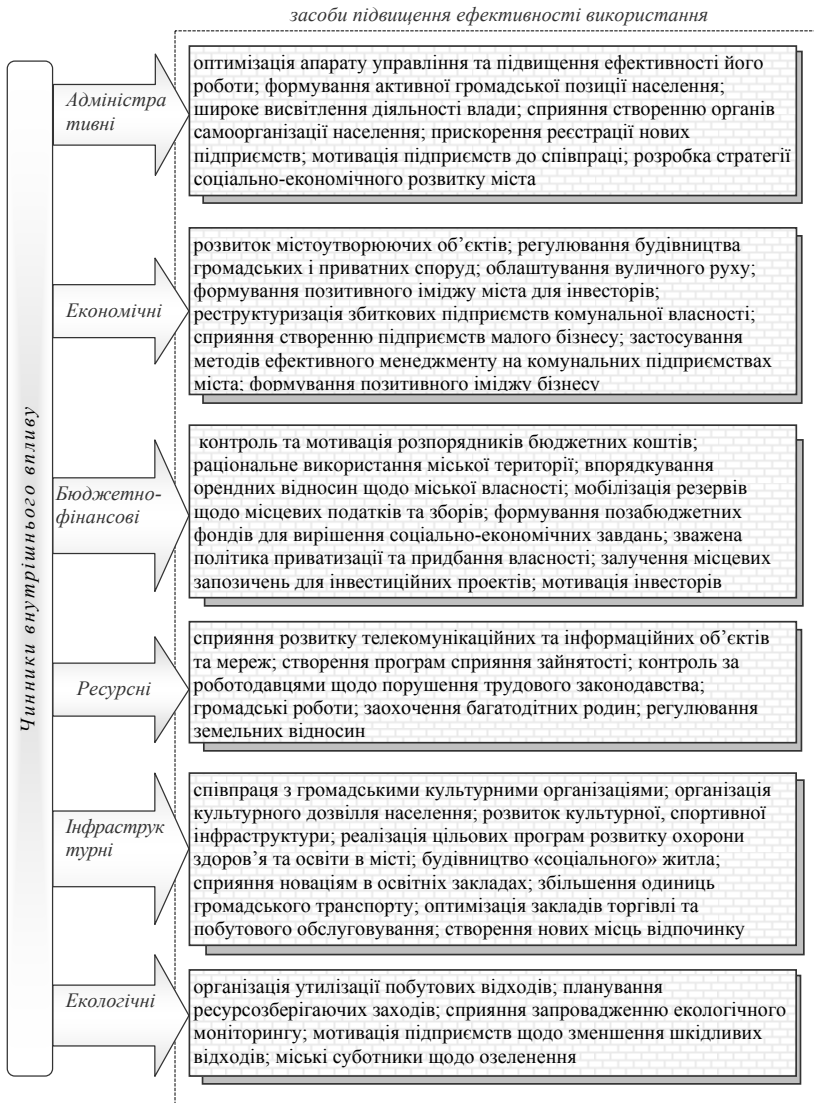 засоби підвищення ефективності використання
Чинники внутрішнього впливу
Адміністра
тивні
оптимізація апарату управління та підвищення ефективності його
роботи; формування активної громадської позиції населення;
широке висвітлення діяльності влади; сприяння створенню органів
самоорганізації населення; прискорення реєстрації нових
підприємств; мотивація підприємств до співпраці; розробка стратегії
соціально-економічного розвитку міста
Економічні
розвиток містоутворюючих об’єктів; регулювання будівництва
громадських і приватних споруд; облаштування вуличного руху;
формування позитивного іміджу міста для інвесторів;
реструктуризація збиткових підприємств комунальної власності;
сприяння створенню підприємств малого бізнесу; застосування
методів ефективного менеджменту на комунальних підприємствах
міста; формування позитивного іміджу бізнесу
Бюджетно-
фінансові
контроль та мотивація розпорядників бюджетних коштів;
раціональне використання міської території; впорядкування
орендних відносин щодо міської власності; мобілізація резервів
щодо місцевих податків та зборів; формування позабюджетних
фондів для вирішення соціально-економічних завдань; зважена
політика приватизації та придбання власності; залучення місцевих
запозичень для інвестиційних проектів; мотивація інвесторів
Ресурсні
сприяння розвитку телекомунікаційних та інформаційних об’єктів
та мереж; створення програм сприяння зайнятості; контроль за
роботодавцями щодо порушення трудового законодавства;
громадські роботи; заохочення багатодітних родин; регулювання
земельних відносин
Інфраструк
турні
співпраця з громадськими культурними організаціями; організація
культурного дозвілля населення; розвиток культурної, спортивної
інфраструктури; реалізація цільових програм розвитку охорони
здоров’я та освіти в місті; будівництво «соціального» житла;
сприяння новаціям в освітніх закладах; збільшення одиниць
громадського транспорту; оптимізація закладів торгівлі та
побутового обслуговування; створення нових місць відпочинку
Екологічні
організація утилізації побутових відходів; планування
ресурсозберігаючих заходів; сприяння запровадженню екологічного
моніторингу; мотивація підприємств щодо зменшення шкідливих
відходів; міські суботники щодо озеленення